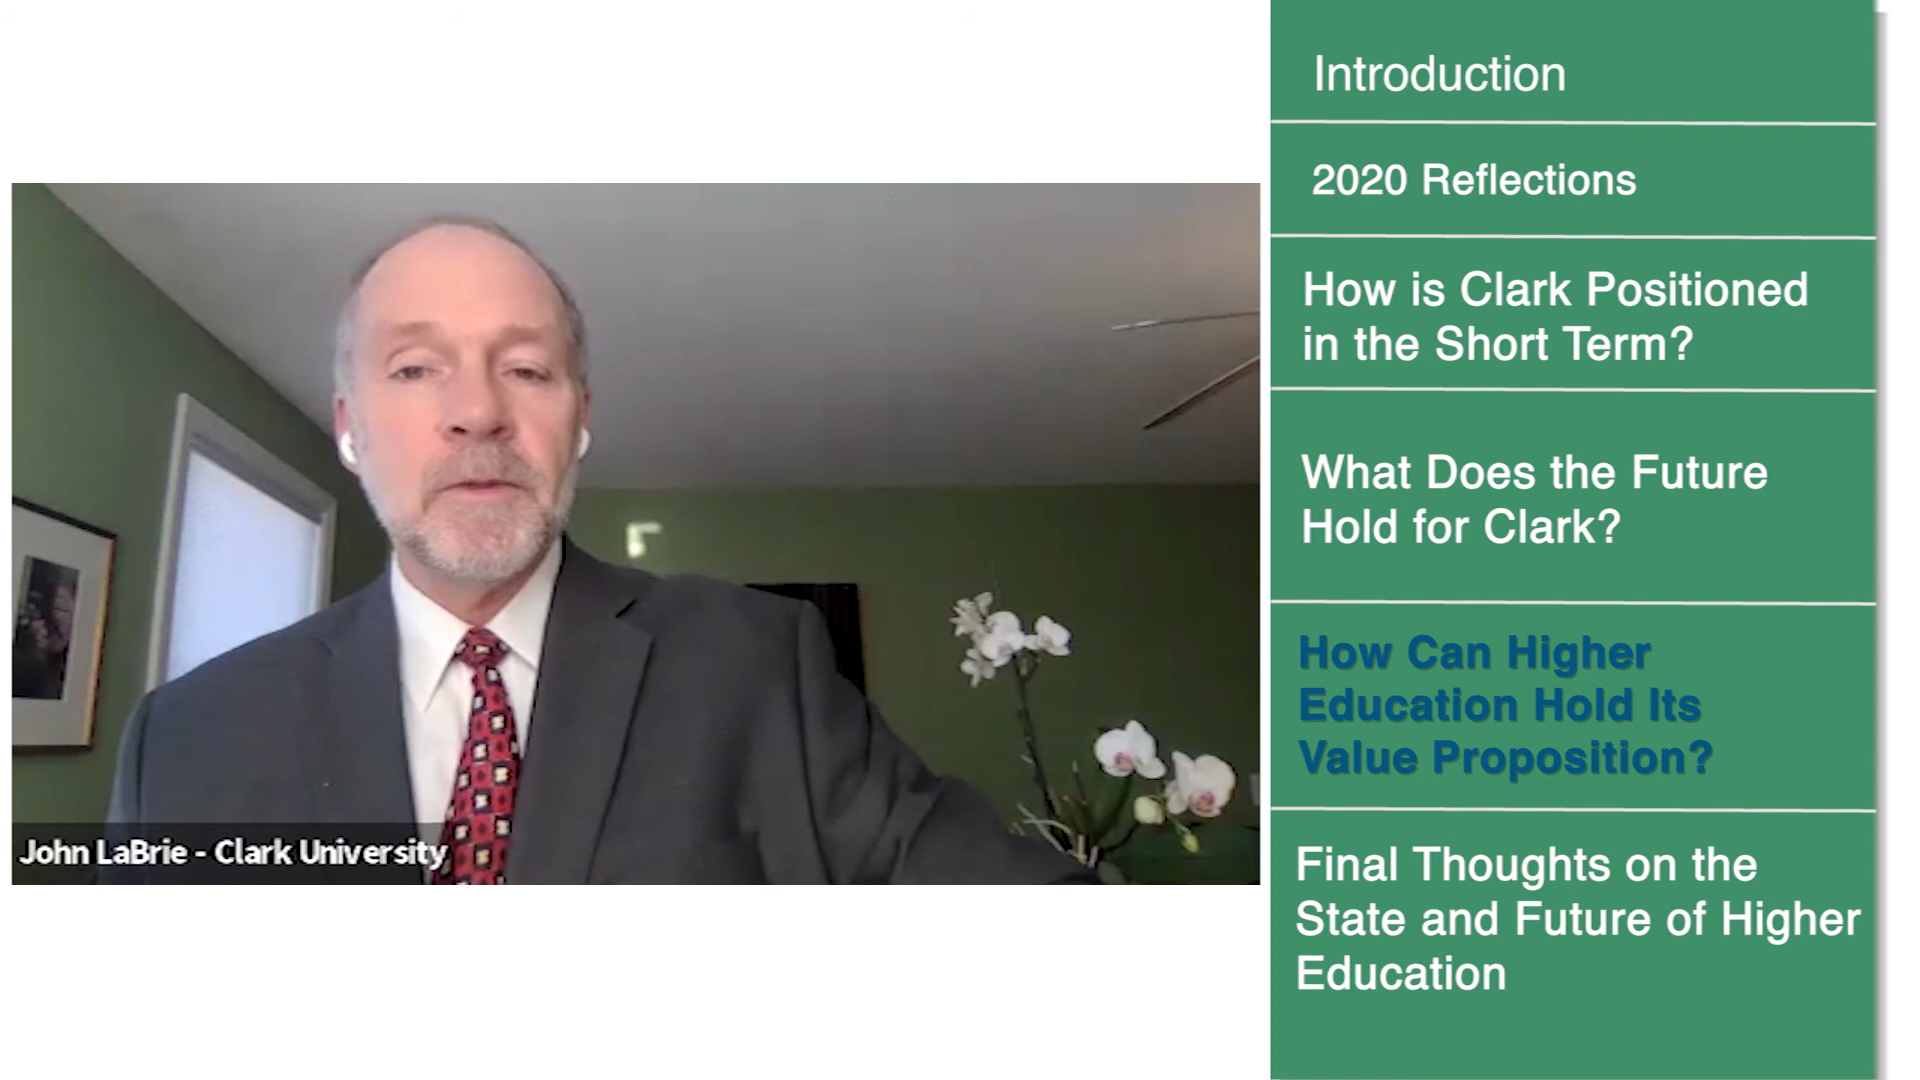 John LaBrie - Clark University
Introduction
2020 Reflections
How is Clark Positioned
in the Short Term?
What Does the Future
Hold for Clark?
How Can Higher
Education Hold Its
Value Proposition?
Final Thoughts on the
State and Future of Higher
Education